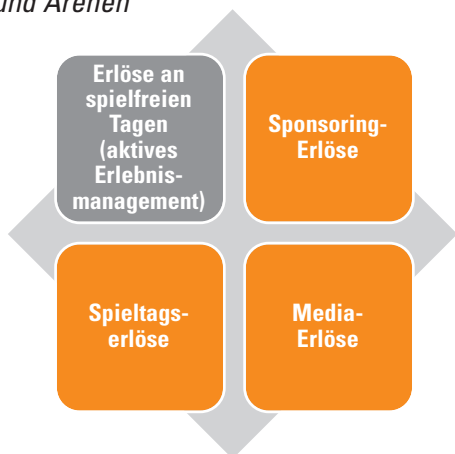 und Arenen
Erlöse an
spielfreien
Tagen
(aktives
Erlebnis-
management)
Sponsoring-
Erlöse
Spieltags-
erlöse
Media-
Erlöse